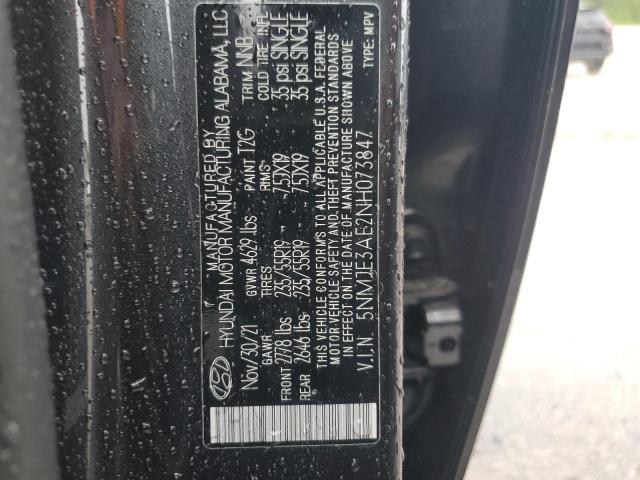 MANUFACTURED BY
HYUNDAI MOTOR MANUFACTURING ALABAMA, LLC
Nov/30/21 GVWR 4629 lbs PAINT T2G TRIM NNB
GAWR TIRES RIMS COLD TIRE INFL
FRONT 2778 lbs 235/55R19 7.5JX19 35 psi SINGLE
REAR 2646 lbs 235/55R19 7.5JX19 35 psi SINGLE
THIS VEHICLE CONFORMS TO ALL APPLICABLE U.S.A. FEDERAL
MOTOR VEHICLE SAFETY, AND THEFT PREVENTION STANDARDS
IN EFFECT ON THE DATE OF MANUFACTURE SHOWN ABOVE
V.I.N 5NMJE3AE2NH073847 TYPE: MPV